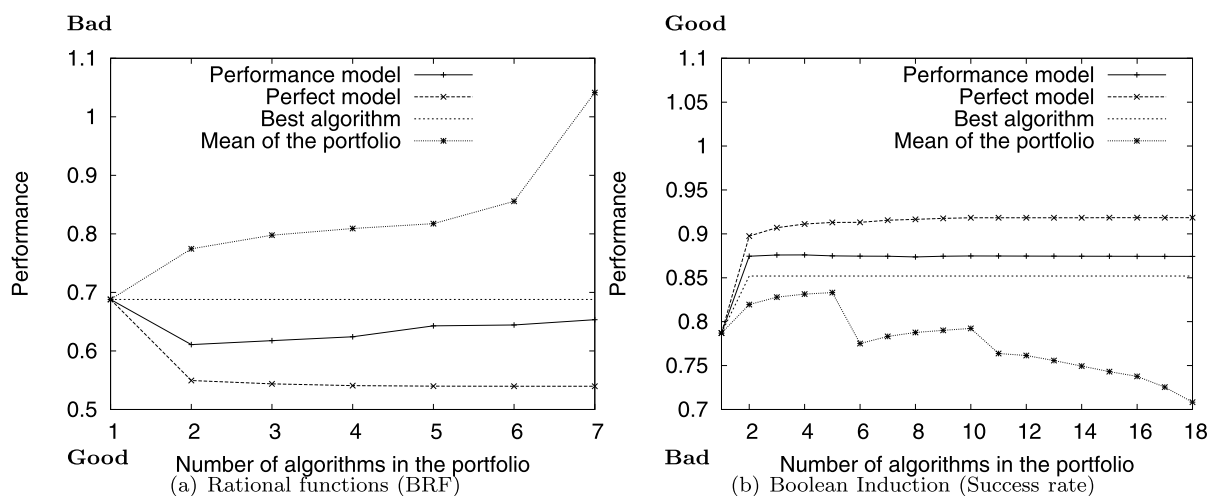 Bad
1.1
1
0.9
0.8
0.7
0.6
0.5
Performance
Performance model
Perfect model
Best algorithm
Mean of the portfolio
1 2 3 4 5 6 7
Good
Number of algorithms in the portfolio
(a) Rational functions (BRF)
Good
1.1
1.05
1
0.95
0.9
0.85
0.8
0.75
0.7
Performance
Performance model
Perfect model
Best algorithm
Mean of the portfolio
2 4 6 8 10 12 14 16 18
Bad
Number of algorithms in the portfolio
(b) Boolean Induction (Success rate)